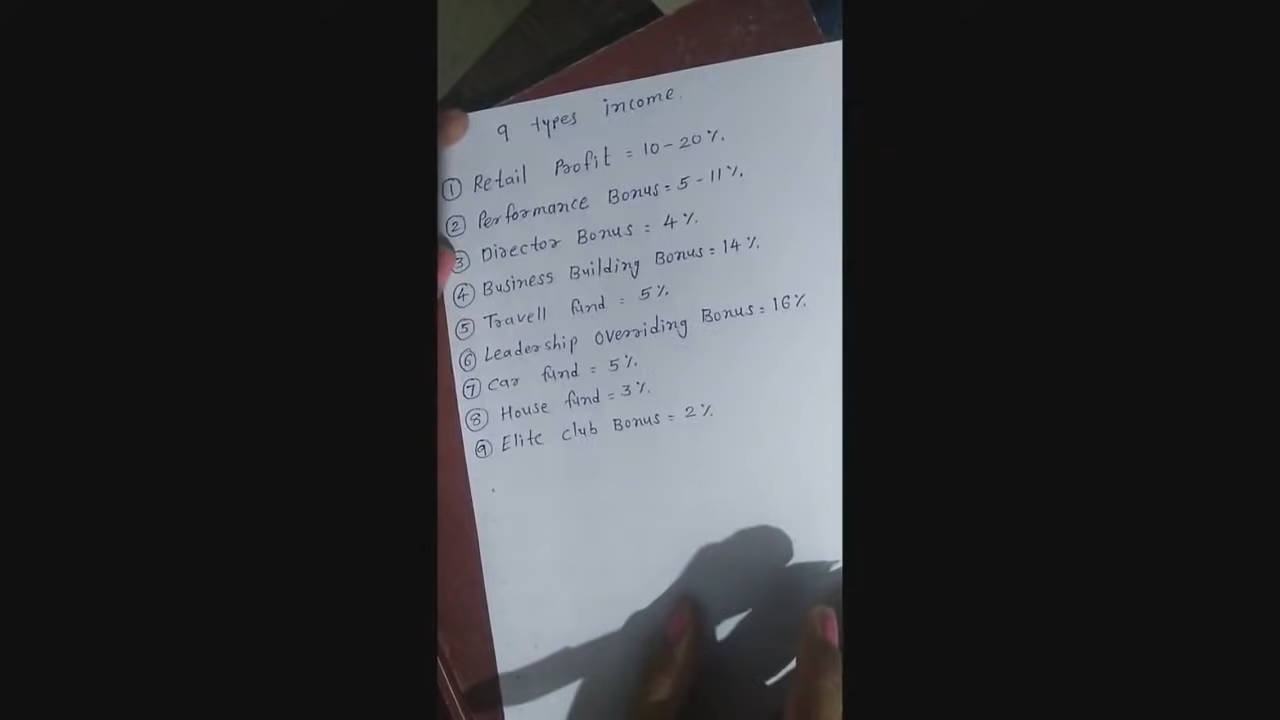 9 types income.
① Retail Profit = 10-20%.
② Performance Bonus = 5-11%.
③ Director Bonus = 4%.
④ Business Building Bonus = 14%.
⑤ Travell fund = 5%.
⑥ Leadership Overriding Bonus = 16%.
⑦ Car fund = 5%.
⑧ House fund = 3%.
⑨ Elite club Bonus = 2%.